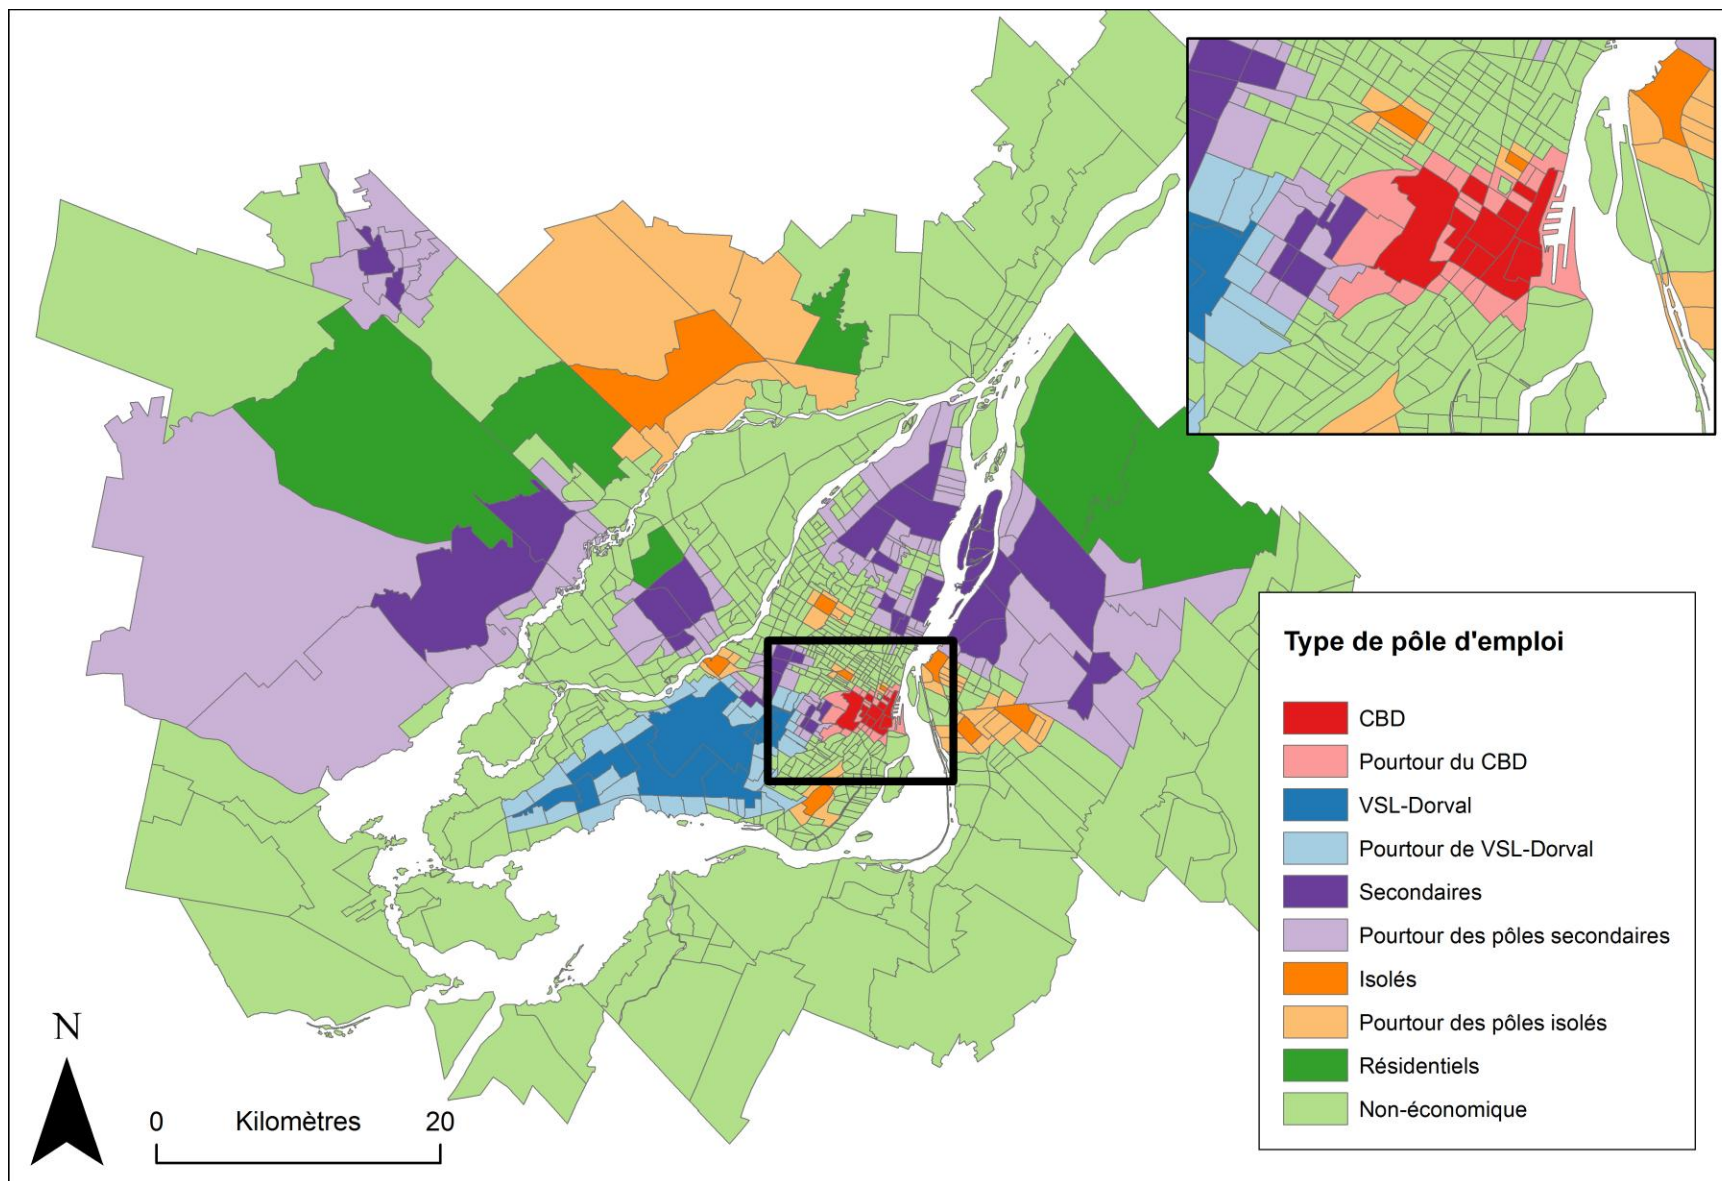 Type de pôle d'emploi
CBD
Pourtour du CBD
VSL-Dorval
Pourtour de VSL-Dorval
Secondaires
Pourtour des pôles secondaires
Isolés
Pourtour des pôles isolés
Résidentiels
Non-économique
N
0 Kilomètres 20